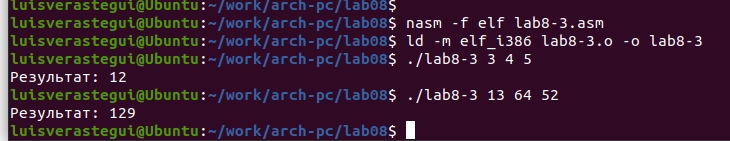 luisverastegui@Ubuntu:~/work/arch-pc/lab08$
luisverastegui@Ubuntu:~/work/arch-pc/lab08$ nasm -f elf lab8-3.asm
luisverastegui@Ubuntu:~/work/arch-pc/lab08$ ld -m elf_i386 lab8-3.o -o lab8-3
luisverastegui@Ubuntu:~/work/arch-pc/lab08$ ./lab8-3 3 4 5
Результат: 12
luisverastegui@Ubuntu:~/work/arch-pc/lab08$ ./lab8-3 13 64 52
Результат: 129
luisverastegui@Ubuntu:~/work/arch-pc/lab08$